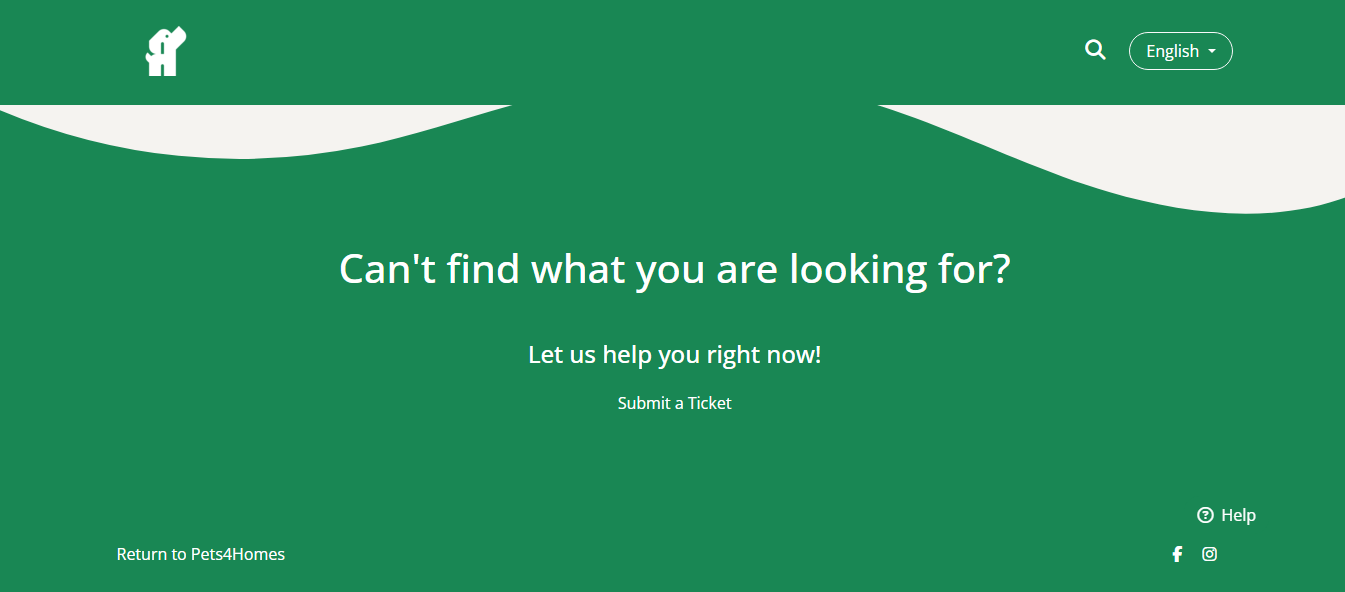 English
Can't find what you are looking for?
Let us help you right now!
Submit a Ticket
Help
Return to Pets4Homes